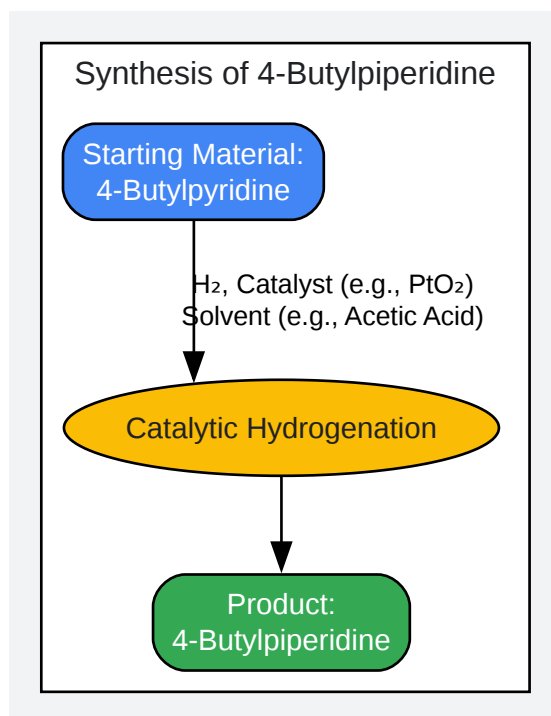 Synthesis of 4-Butylpiperidine
Starting Material:
4-Butylpyridine
H₂, Catalyst (e.g., PtO₂)
Solvent (e.g., Acetic Acid)
Catalytic Hydrogenation
Product:
4-Butylpiperidine